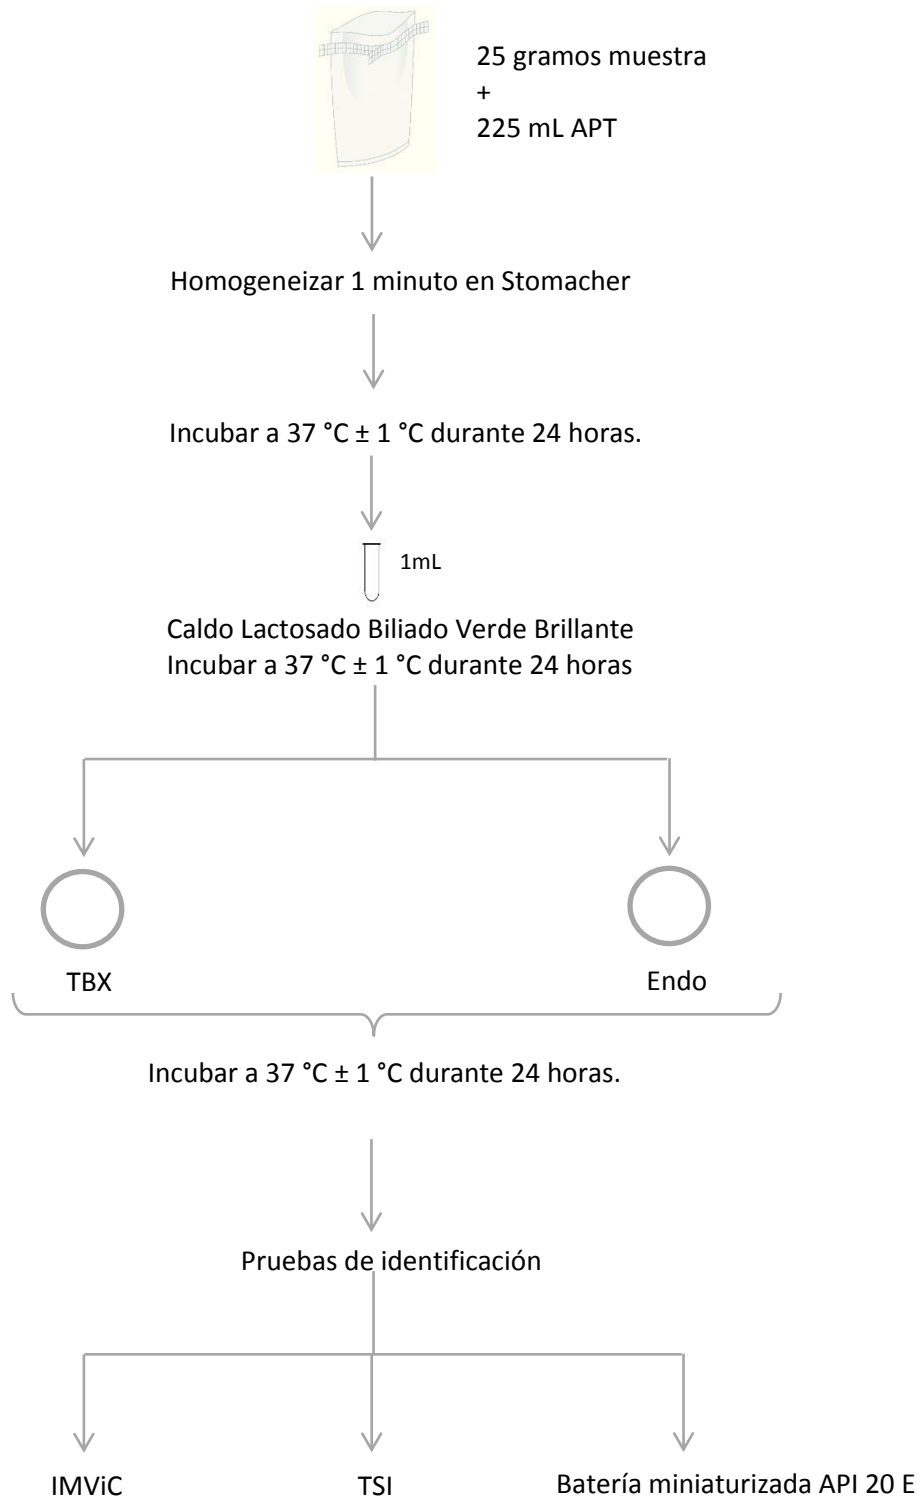 25 gramos muestra
+
225 mL APT
Homogeneizar 1 minuto en Stomacher
Incubar a 37 °C ± 1 °C durante 24 horas.
1mL
Caldo Lactosado Biliado Verde Brillante
Incubar a 37 °C ± 1 °C durante 24 horas
TBX
Endo
Incubar a 37 °C ± 1 °C durante 24 horas.
Pruebas de identificación
IMViC
TSI
Batería miniaturizada API 20 E